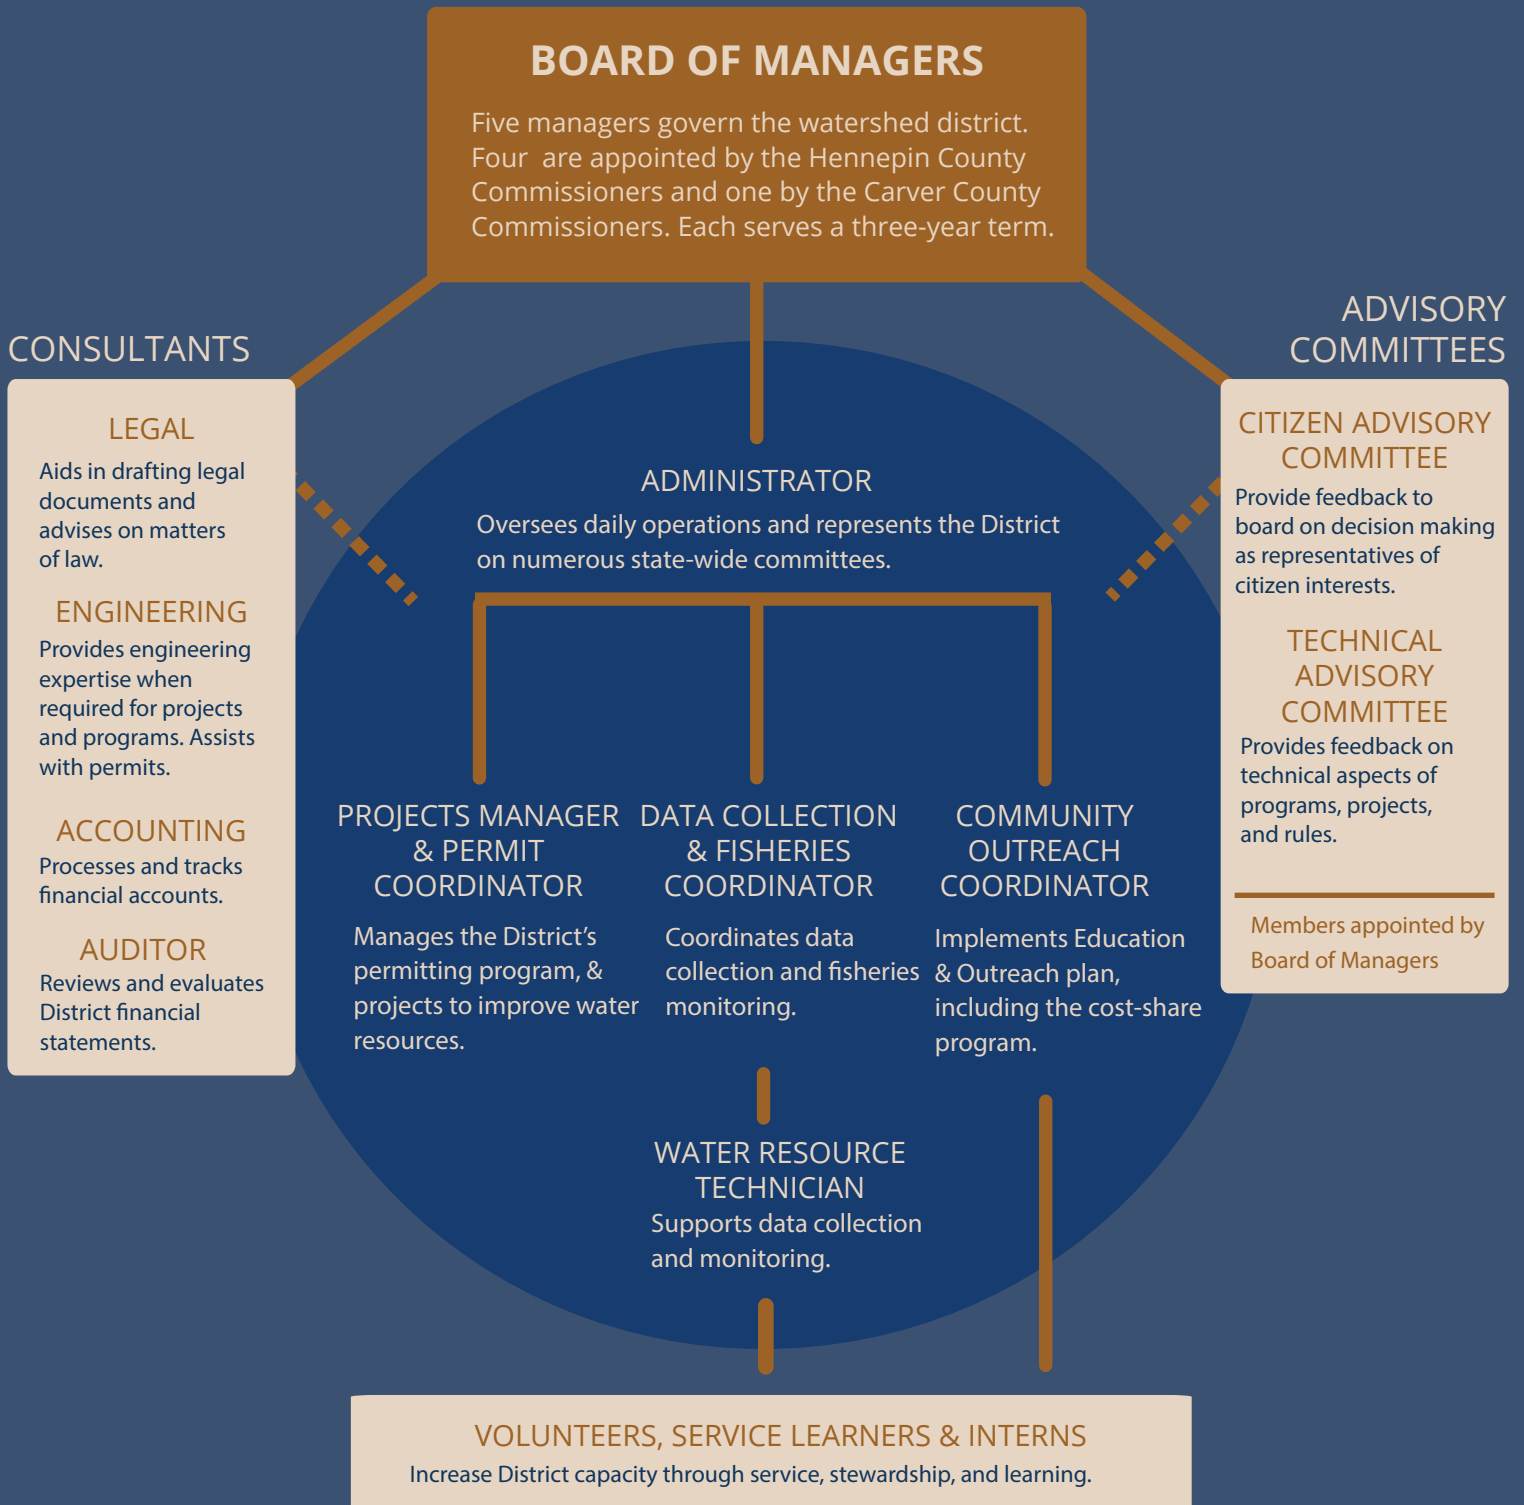 BOARD OF MANAGERS
Five managers govern the watershed district.
Four are appointed by the Hennepin County
Commissioners and one by the Carver County
Commissioners. Each serves a three-year term.
CONSULTANTS
LEGAL
Aids in drafting legal
documents and
advises on matters
of law.
ENGINEERING
Provides engineering
expertise when
required for projects
and programs. Assists
with permits.
ACCOUNTING
Processes and tracks
financial accounts.
AUDITOR
Reviews and evaluates
District financial
statements.
ADMINISTRATOR
Oversees daily operations and represents the District
on numerous state-wide committees.
PROJECTS MANAGER
& PERMIT
COORDINATOR
Manages the District’s
permitting program, &
projects to improve water
resources.
DATA COLLECTION
& FISHERIES
COORDINATOR
Coordinates data
collection and fisheries
monitoring.
COMMUNITY
OUTREACH
COORDINATOR
Implements Education
& Outreach plan,
including the cost-share
program.
WATER RESOURCE
TECHNICIAN
Supports data collection
and monitoring.
ADVISORY
COMMITTEES
CITIZEN ADVISORY
COMMITTEE
Provide feedback to
board on decision making
as representatives of
citizen interests.
TECHNICAL
ADVISORY
COMMITTEE
Provides feedback on
technical aspects of
programs, projects,
and rules.
Members appointed by
Board of Managers
VOLUNTEERS, SERVICE LEARNERS & INTERNS
Increase District capacity through service, stewardship, and learning.